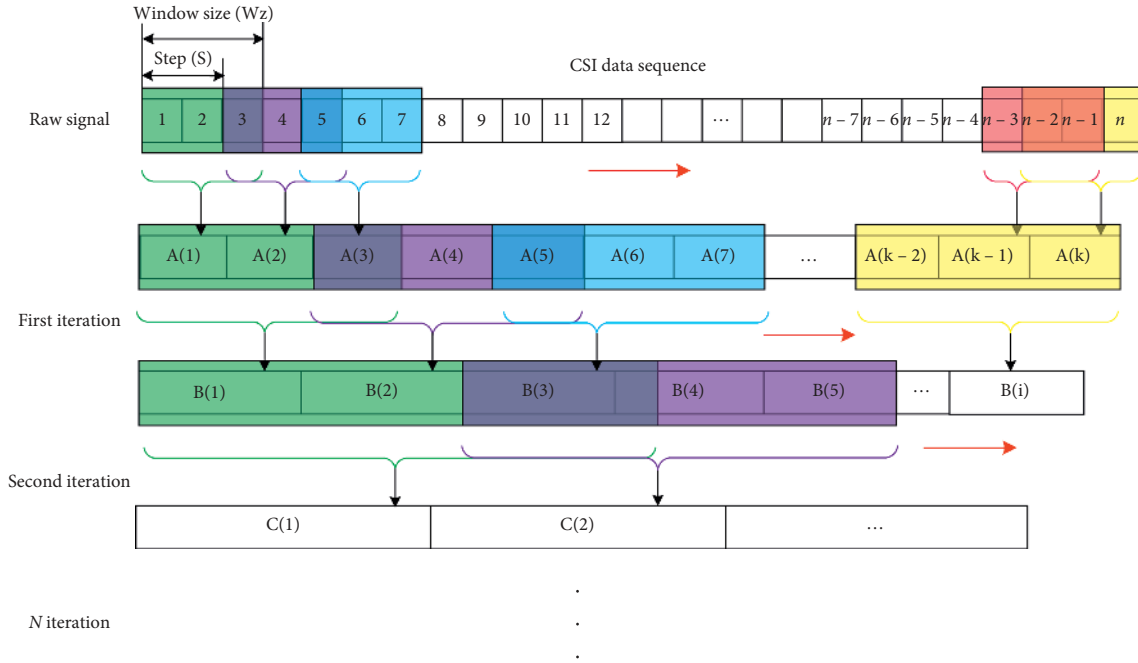 Window size (Wz)
Step (S)
CSI data sequence
Raw signal
1 2 3 4 5 6 7 8 9 10 11 12 ... n – 7 n – 6 n – 5 n – 4 n – 3 n – 2 n – 1 n
A(1) A(2) A(3) A(4) A(5) A(6) A(7) ... A(k – 2) A(k – 1) A(k)
First iteration
B(1) B(2) B(3) B(4) B(5) ... B(i)
Second iteration
C(1) C(2) ...
.
N iteration .
.